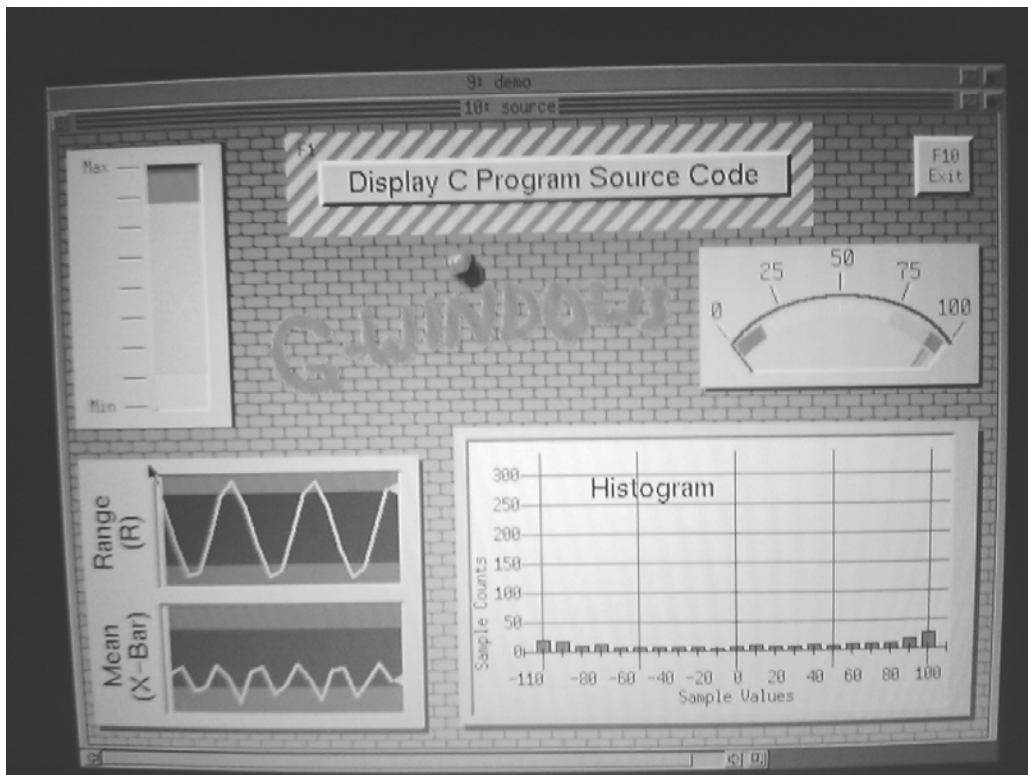 9: demo
10: source
F1
Display C Program Source Code
F10
Exit
Max
Min
G-WINDOWS
0
25
50
75
100
Range
(R)
Mean
(X-Bar)
Histogram
300
250
200
150
100
50
0
Sample Counts
-110 -80 -60 -40 -20 0 20 40 60 80 100
Sample Values